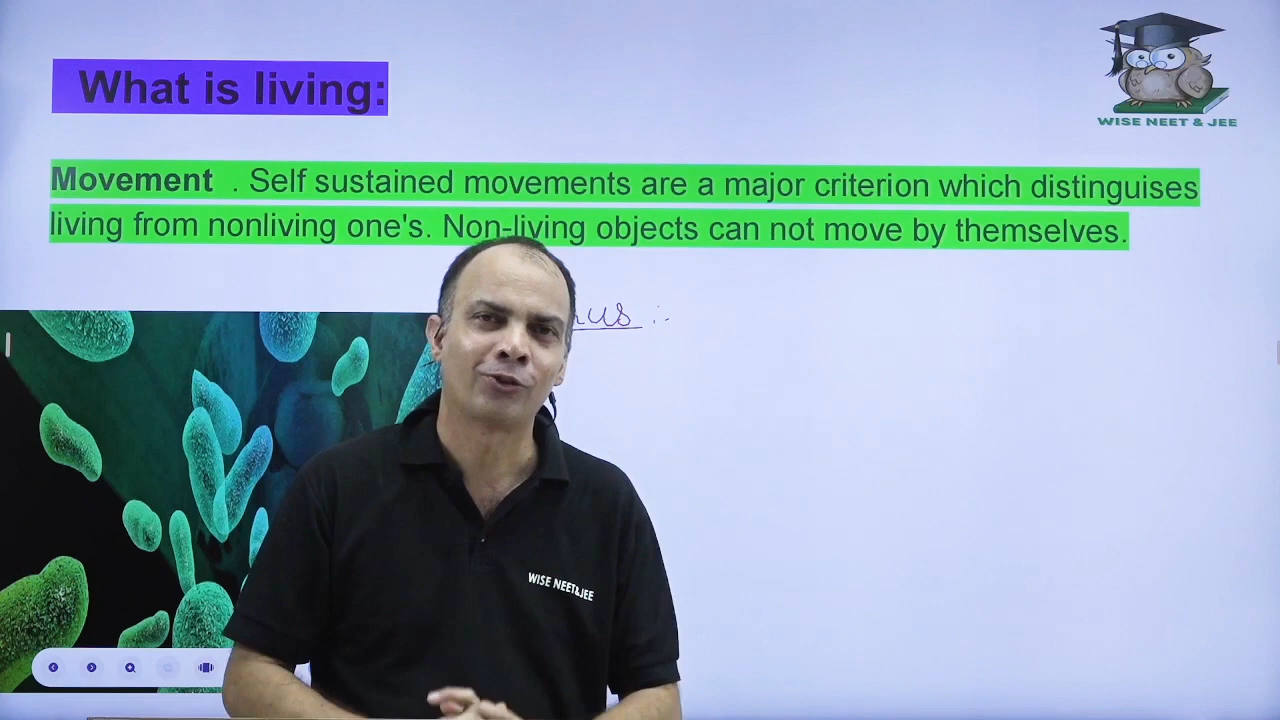 What is living:
WISE NEET & JEE
Movement . Self sustained movements are a major criterion which distinguises
living from nonliving one's. Non-living objects can not move by themselves.
WISE NEET&JEE